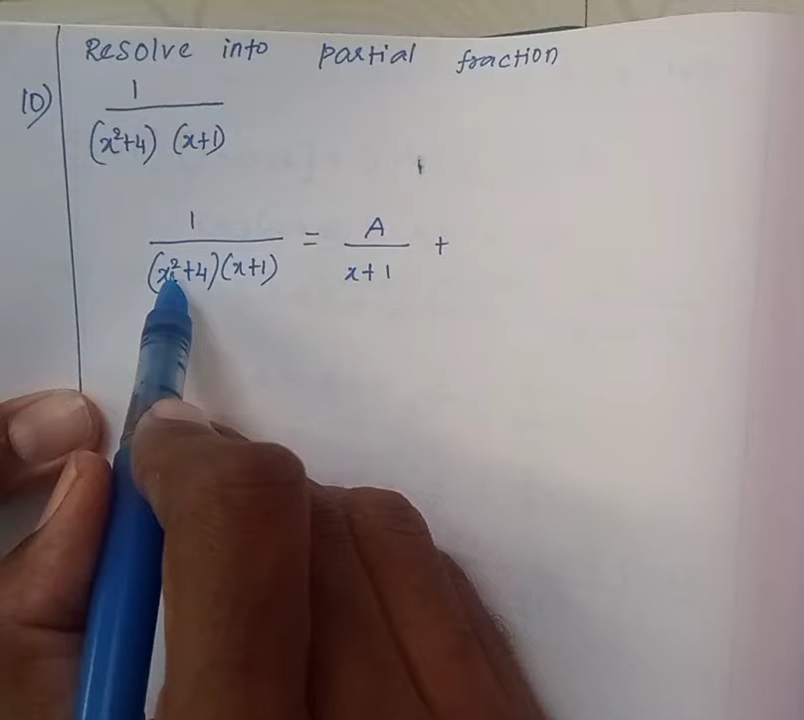 Resolve into partial fraction
10)
1
(x²+4) (x+1)
1 / (x²+4)(x+1) = A / x+1 +